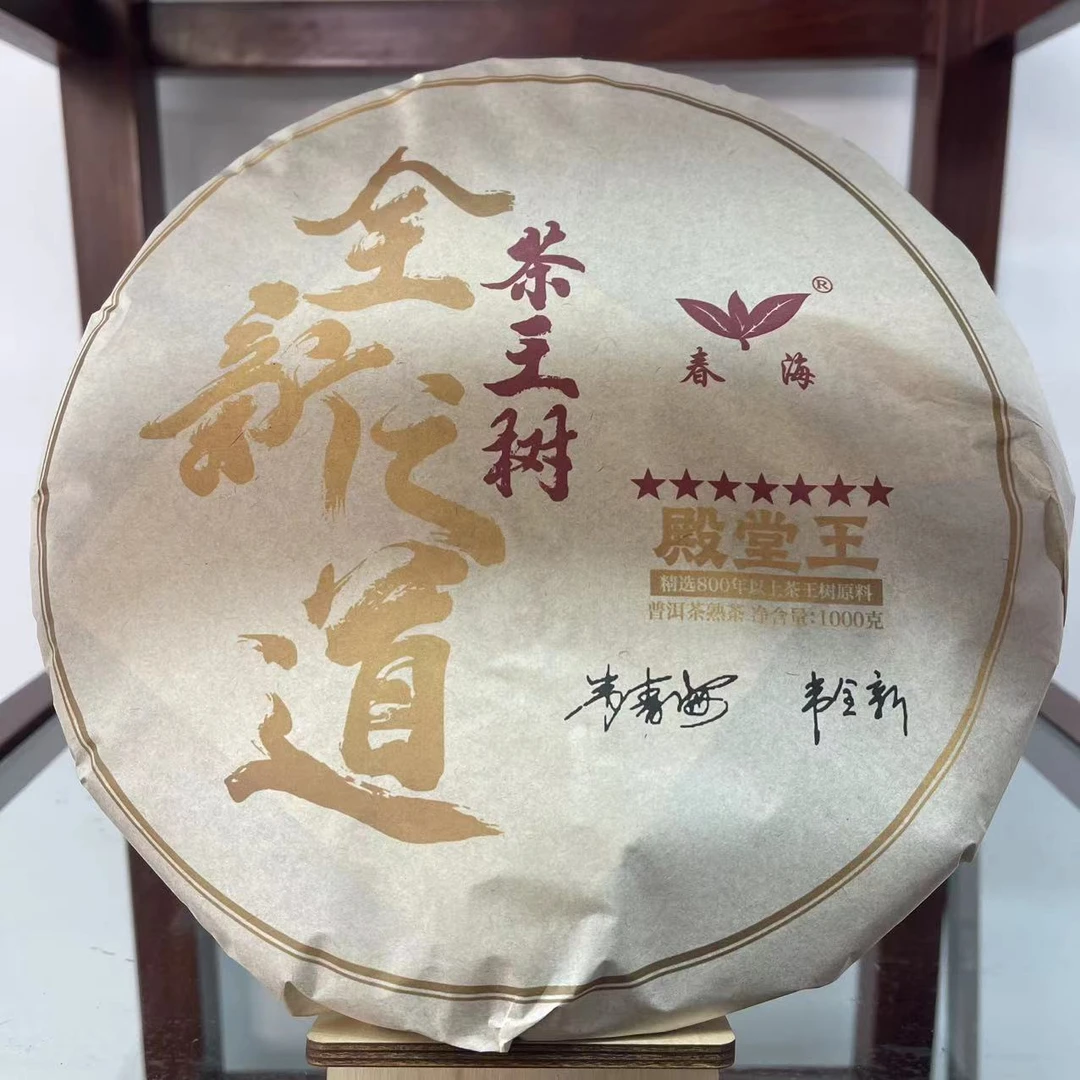 全新之道
茶王树
春海
®
★★★★★★★
殿堂王
精选800年以上茶王树原料
普洱茶熟茶 净含量:1000克
韦全新